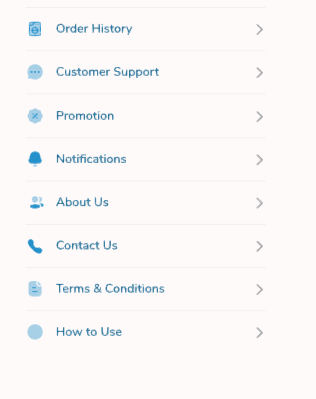 Order History
Customer Support
Promotion
Notifications
About Us
Contact Us
Terms & Conditions
How to Use